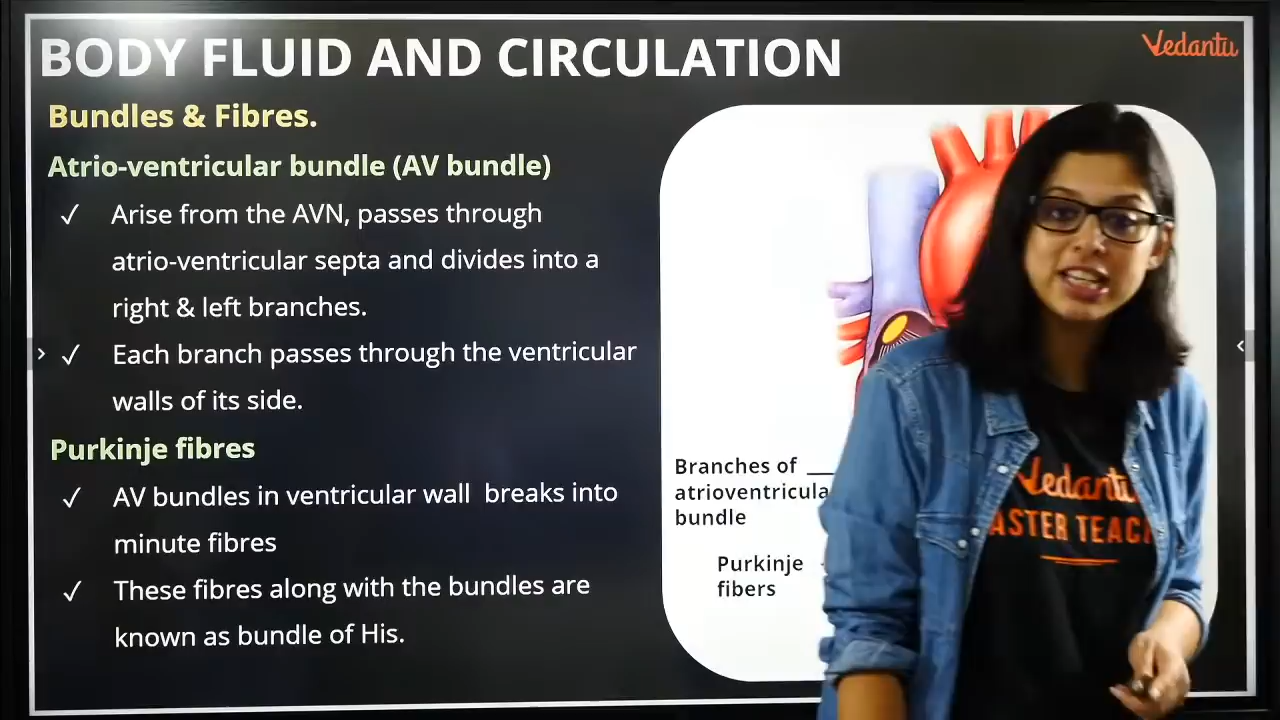 BODY FLUID AND CIRCULATION
Vedantu
Bundles & Fibres.
Atrio-ventricular bundle (AV bundle)
✓ Arise from the AVN, passes through
atrio-ventricular septa and divides into a
right & left branches.
✓ Each branch passes through the ventricular
walls of its side.
Purkinje fibres
✓ AV bundles in ventricular wall breaks into
minute fibres
✓ These fibres along with the bundles are
known as bundle of His.
Branches of
atrioventricula
bundle
Purkinje
fibers
Vedantu
ASTER TEAC